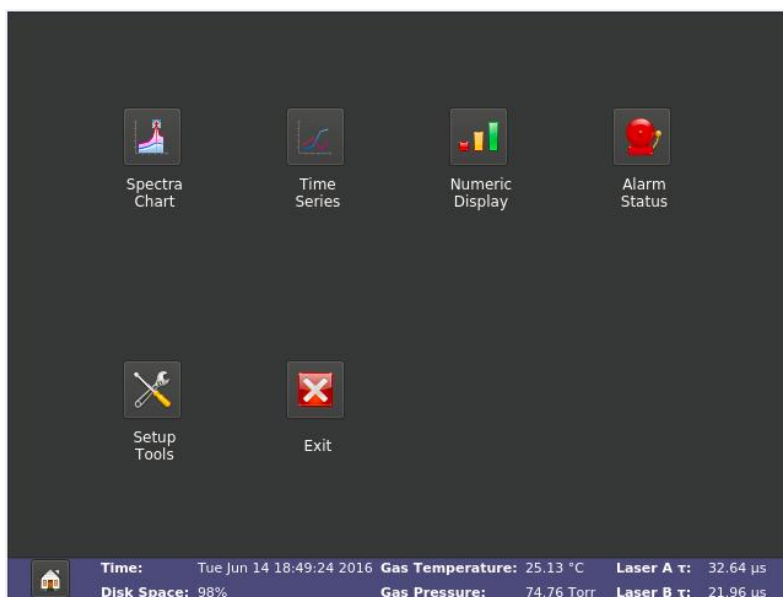 Spectra
Chart
Time
Series
Numeric
Display
Alarm
Status
Setup
Tools
Exit
Time: Tue Jun 14 18:49:24 2016 Gas Temperature: 25.13 °C Laser A τ: 32.64 µs
Disk Space: 98% Gas Pressure: 74.76 Torr Laser B τ: 21.96 µs